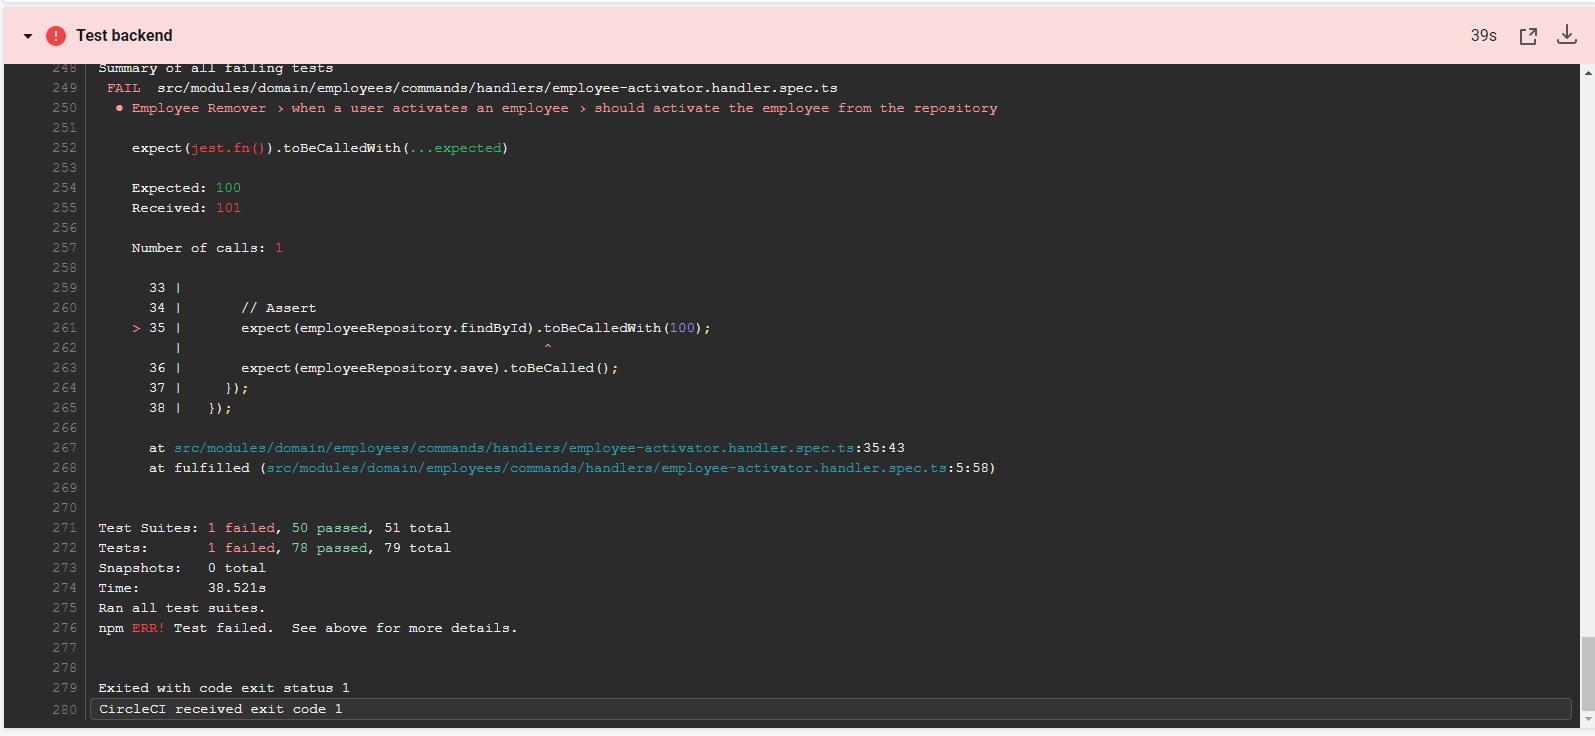 Test backend 39s
248 Summary of all failing tests
249 FAIL src/modules/domain/employees/commands/handlers/employee-activator.handler.spec.ts
250 ● Employee Remover › when a user activates an employee › should activate the employee from the repository
251
252 expect(jest.fn()).toBeCalledWith(...expected)
253
254 Expected: 100
255 Received: 101
256
257 Number of calls: 1
258
259 33 |
260 34 | // Assert
261 > 35 | expect(employeeRepository.findById).toBeCalledWith(100);
262 | ^
263 36 | expect(employeeRepository.save).toBeCalled();
264 37 | });
265 38 | });
266
267 at src/modules/domain/employees/commands/handlers/employee-activator.handler.spec.ts:35:43
268 at fulfilled (src/modules/domain/employees/commands/handlers/employee-activator.handler.spec.ts:5:58)
269
270
271 Test Suites: 1 failed, 50 passed, 51 total
272 Tests: 1 failed, 78 passed, 79 total
273 Snapshots: 0 total
274 Time: 38.521s
275 Ran all test suites.
276 npm ERR! Test failed. See above for more details.
277
278
279 Exited with code exit status 1
280 CircleCI received exit code 1